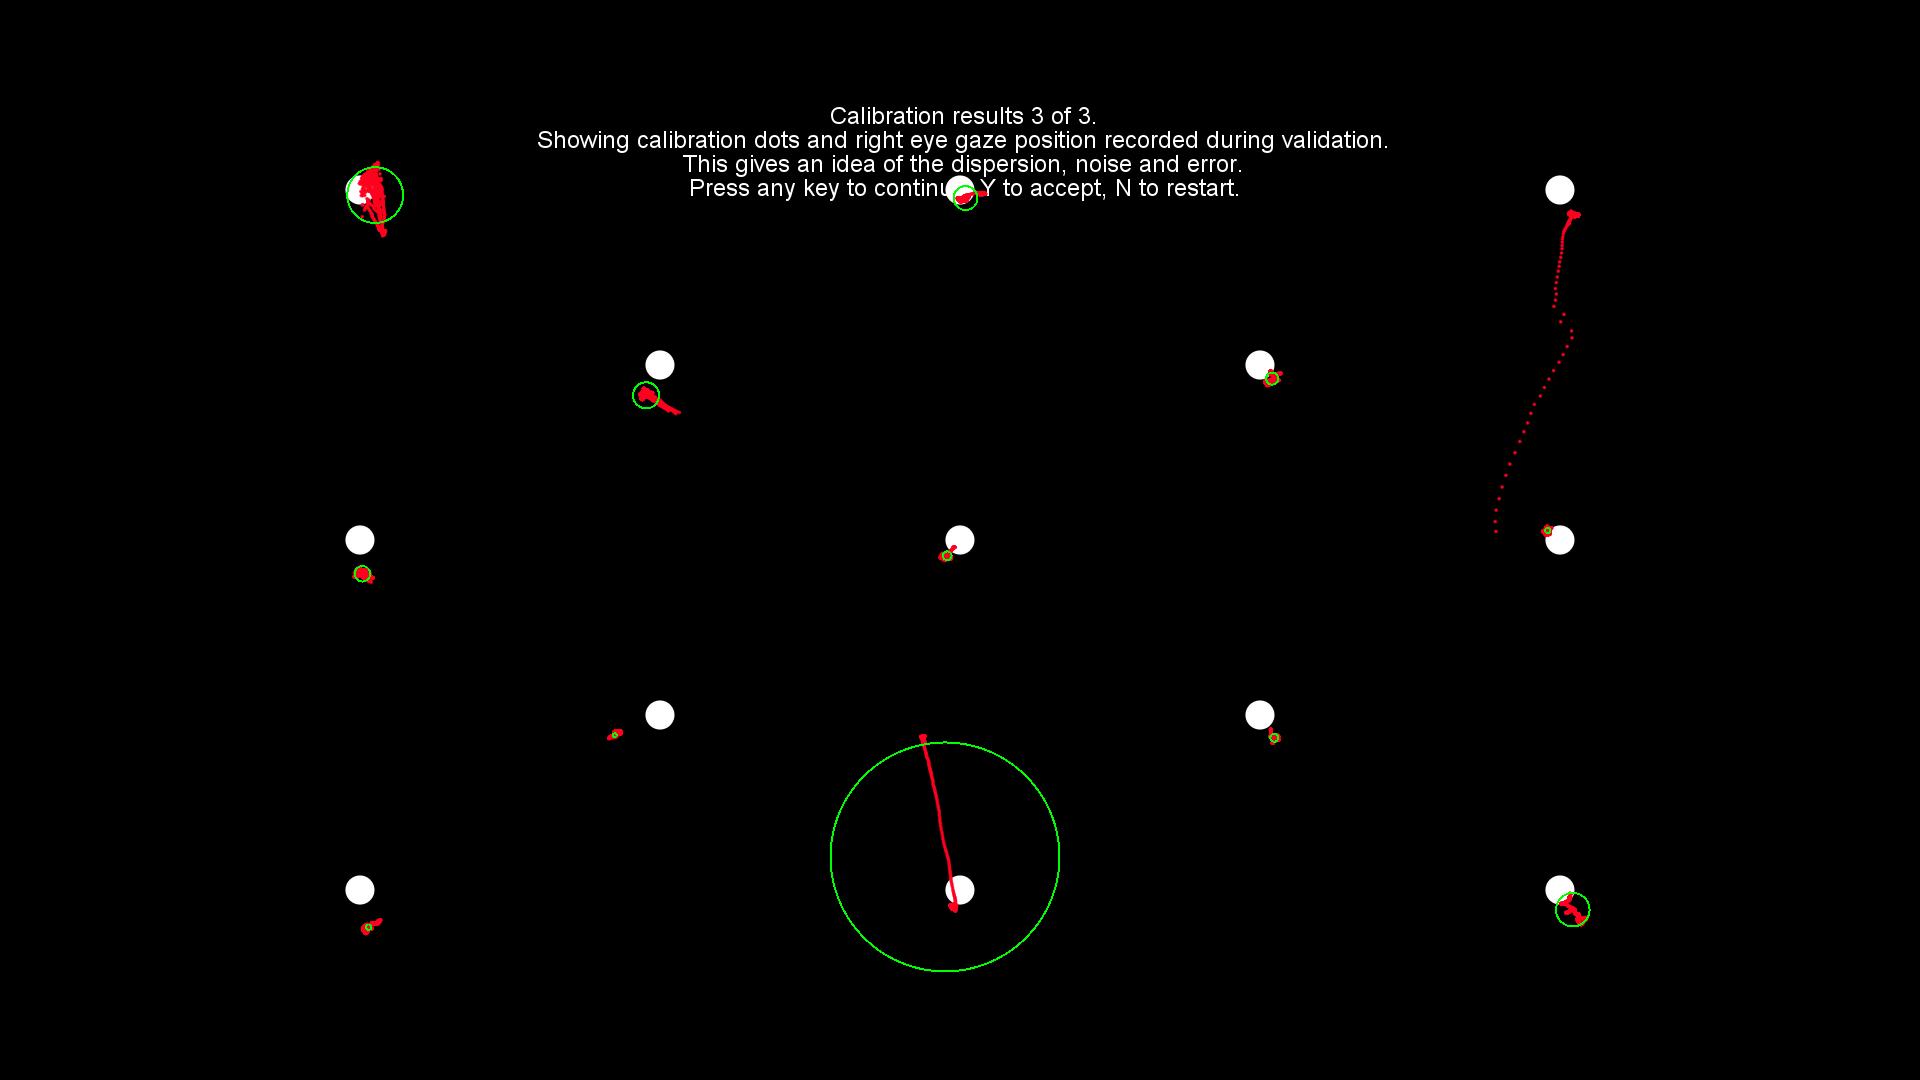 Calibration results 3 of 3.
Showing calibration dots and right eye gaze position recorded during validation.
This gives an idea of the dispersion, noise and error.
Press any key to continu Y to accept, N to restart.